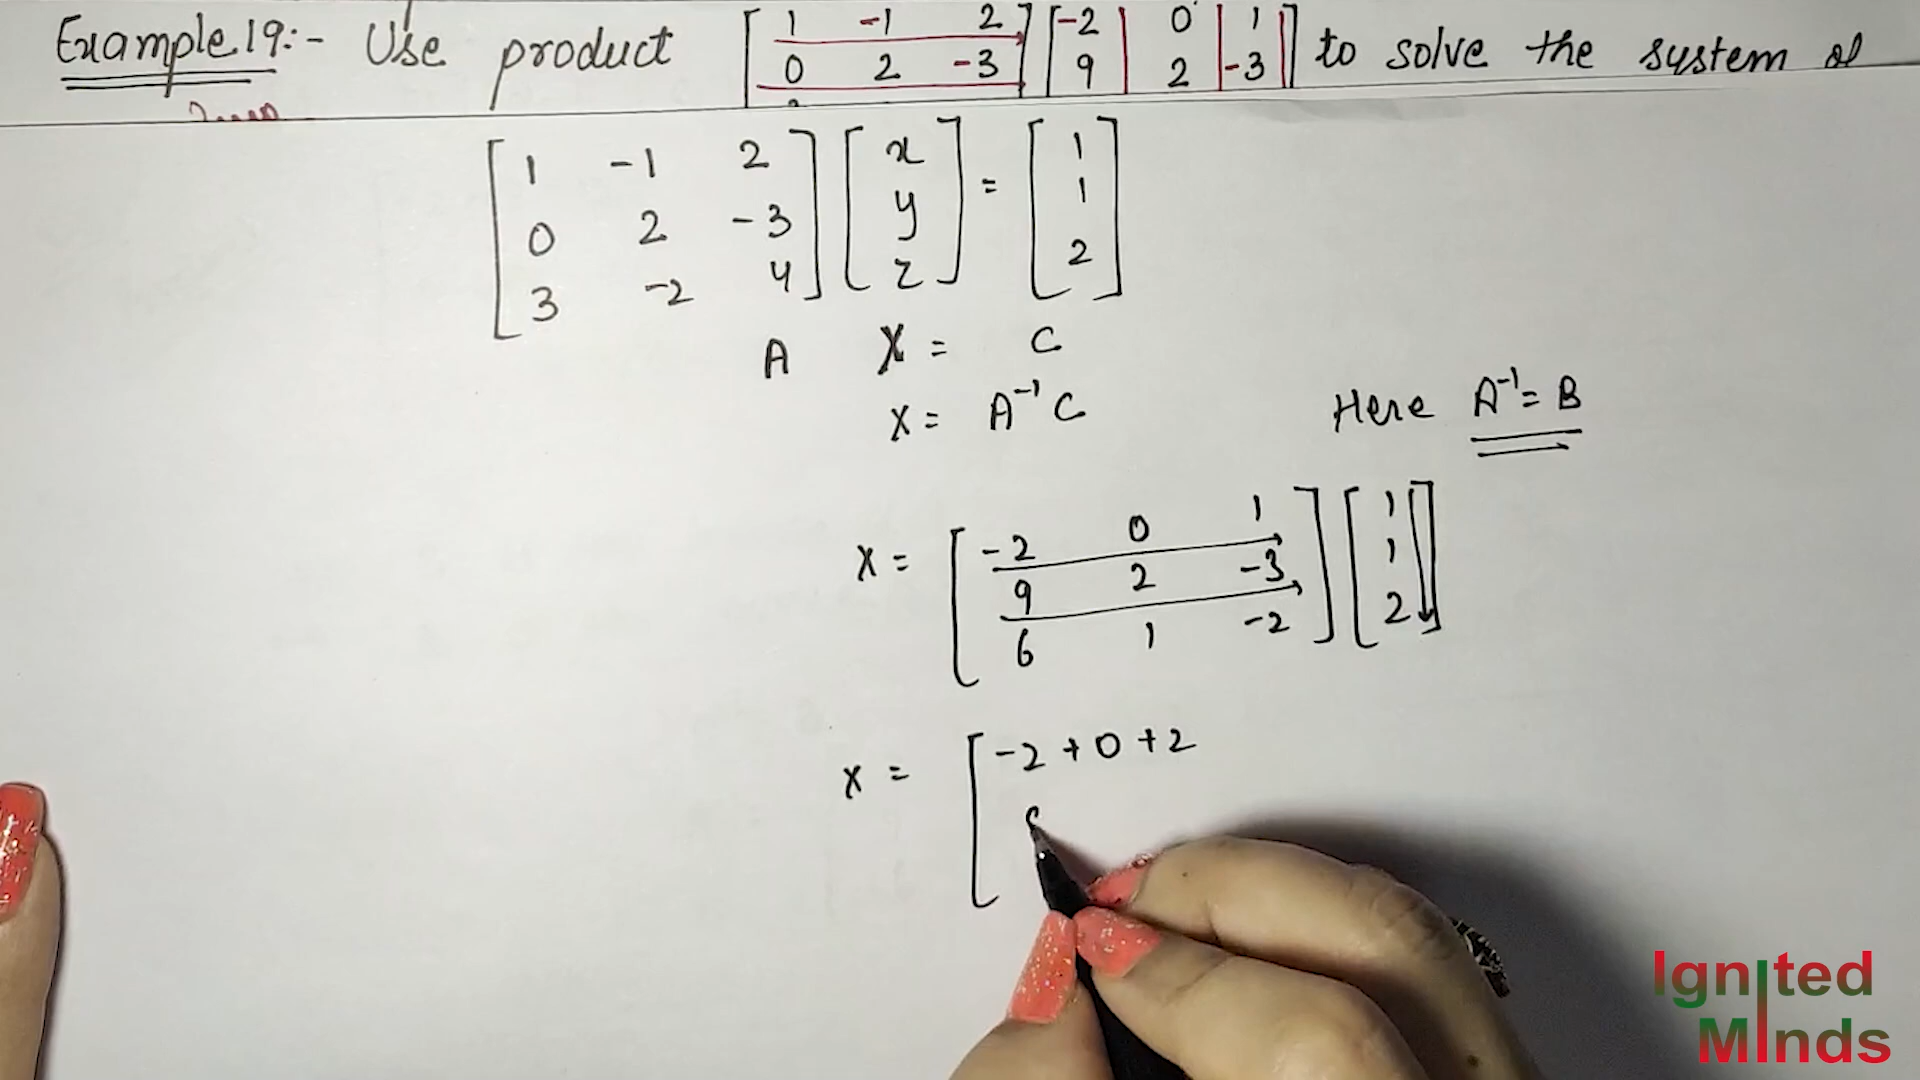 Example 19:- Use product [1 -1 2] [-2 0 1] to solve the system of
0 2 -3 9 2 -3
[1 -1 2] [x] = [1]
0 2 -3 y 1
3 -2 4 z 2
A X = C
X = A⁻¹ C Here A⁻¹ = B
X = [-2 0 1] [1]
9 2 -3 1
6 1 -2 2
X = [-2 + 0 + 2
Ignited
Minds